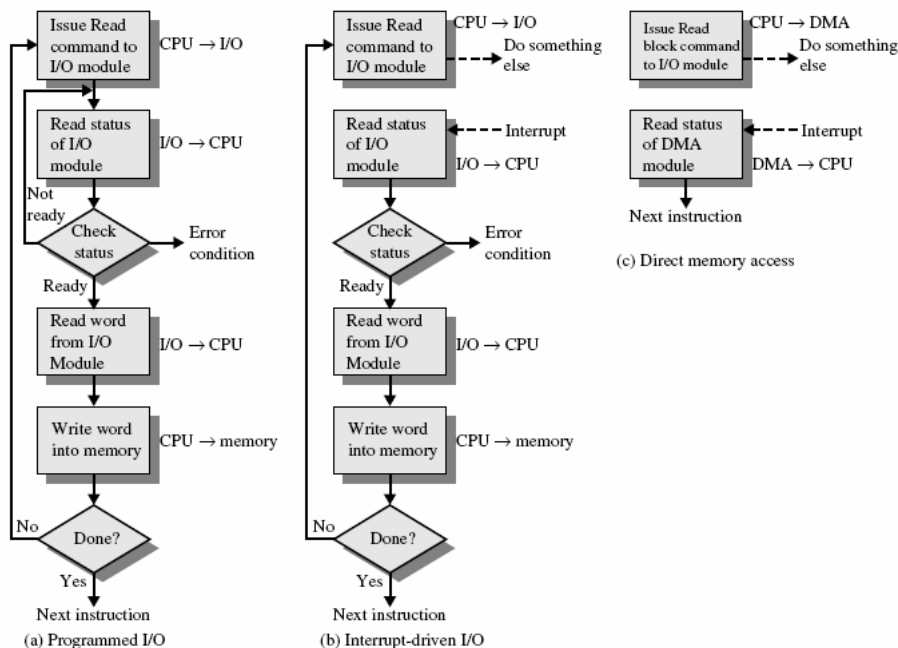 Issue Read
command to
I/O module
CPU → I/O
Read status
of I/O
module
I/O → CPU
Not
ready
Check
status
Error
condition
Ready
Read word
from I/O
Module
I/O → CPU
Write word
into memory
CPU → memory
No
Done?
Yes
Next instruction
(a) Programmed I/O
CPU → I/O
Issue Read
command to
I/O module
Do something
else
Read status
of I/O
module
Interrupt
I/O → CPU
Check
status
Error
condition
Ready
Read word
from I/O
Module
I/O → CPU
Write word
into memory
CPU → memory
No
Done?
Yes
Next instruction
(b) Interrupt-driven I/O
CPU → DMA
Issue Read
block command
to I/O module
Do something
else
Read status
of DMA
module
Interrupt
DMA → CPU
Next instruction
(c) Direct memory access